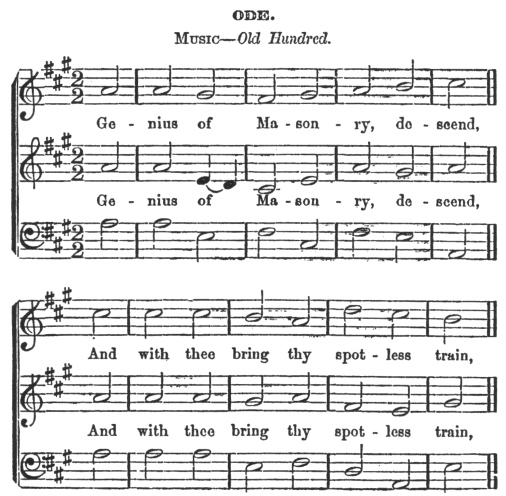 ODE.
MUSIC—Old Hundred.
Ge - nius of Ma - son - ry, de - scend,
Ge - nius of Ma - son - ry, de - scend,
And with thee bring thy spot - less train,
And with thee bring thy spot - less train,